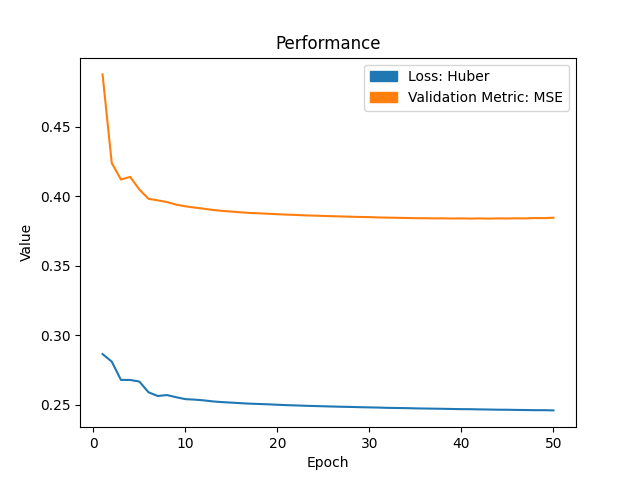 Performance
Loss: Huber
Validation Metric: MSE
Value
0.45
0.40
0.35
0.30
0.25
0 10 20 30 40 50
Epoch